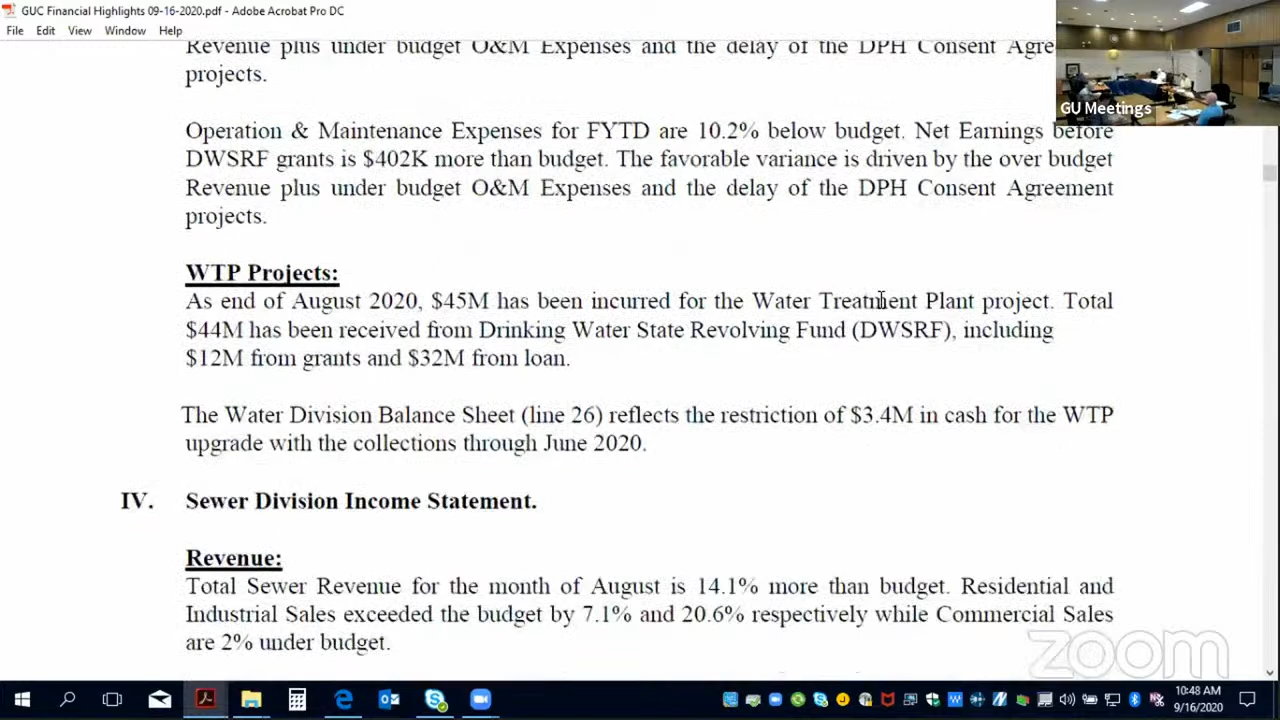 GUC Financial Highlights 09-16-2020.pdf - Adobe Acrobat Pro DC
File Edit View Window Help
Revenue plus under budget O&M Expenses and the delay of the DPH Consent
projects.
GU Meetings
Operation & Maintenance Expenses for FYTD are 10.2% below budget. Net Earnings before
DWSRF grants is $402K more than budget. The favorable variance is driven by the over budget
Revenue plus under budget O&M Expenses and the delay of the DPH Consent Agreement
projects.
WTP Projects:
As end of August 2020, $45M has been incurred for the Water Treatment Plant project. Total
$44M has been received from Drinking Water State Revolving Fund (DWSRF), including
$12M from grants and $32M from loan.
The Water Division Balance Sheet (line 26) reflects the restriction of $3.4M in cash for the WTP
upgrade with the collections through June 2020.
IV. Sewer Division Income Statement.
Revenue:
Total Sewer Revenue for the month of August is 14.1% more than budget. Residential and
Industrial Sales exceeded the budget by 7.1% and 20.6% respectively while Commercial Sales
are 2% under budget.
zoom
10:48 AM
9/16/2020